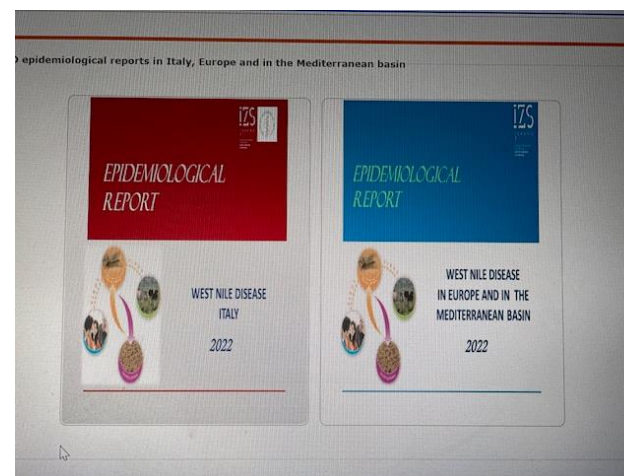 epidemiological reports in Italy, Europe and in the Mediterranean basin
IZS
EPIDEMIOLOGICAL
REPORT
WEST NILE DISEASE
ITALY
2022
IZS
EPIDEMIOLOGICAL
REPORT
WEST NILE DISEASE
IN EUROPE AND IN THE
MEDITERRANEAN BASIN
2022